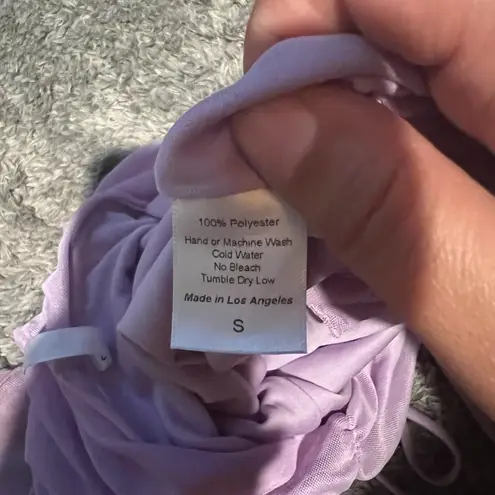 100% Polyester
Hand or Machine Wash
Cold Water
No Bleach
Tumble Dry Low
Made in Los Angeles
S